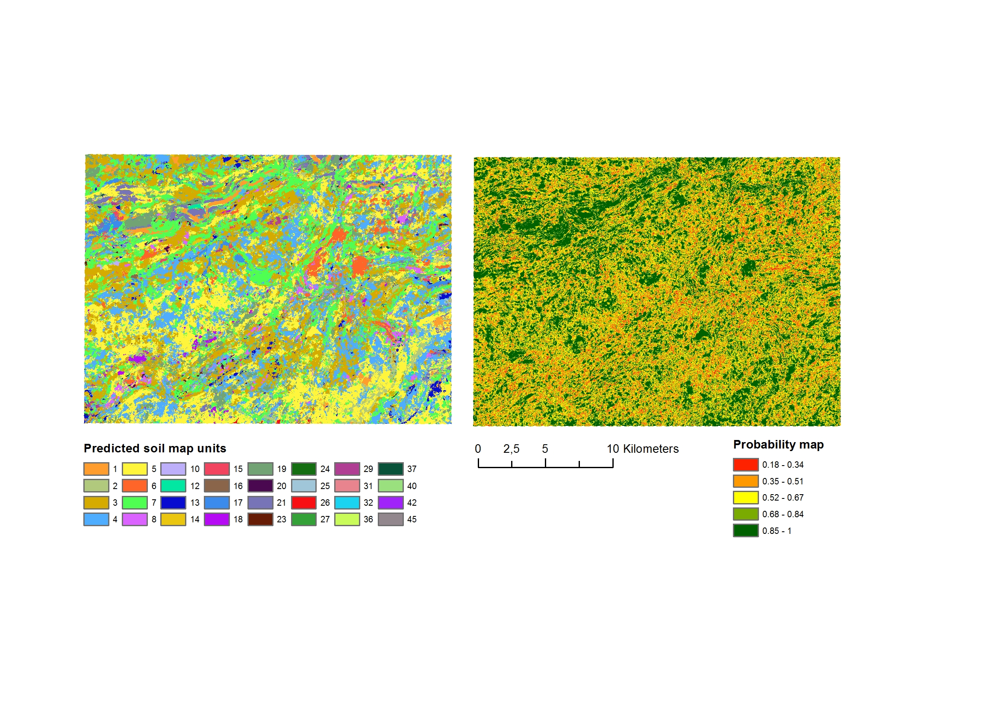 Predicted soil map units
1 5 10 15 19 24 29 37
2 6 12 16 20 25 31 40
3 7 13 17 21 26 32 42
4 8 14 18 23 27 36 45
0 2,5 5 10 Kilometers
Probability map
0.18 - 0.34
0.35 - 0.51
0.52 - 0.67
0.68 - 0.84
0.85 - 1